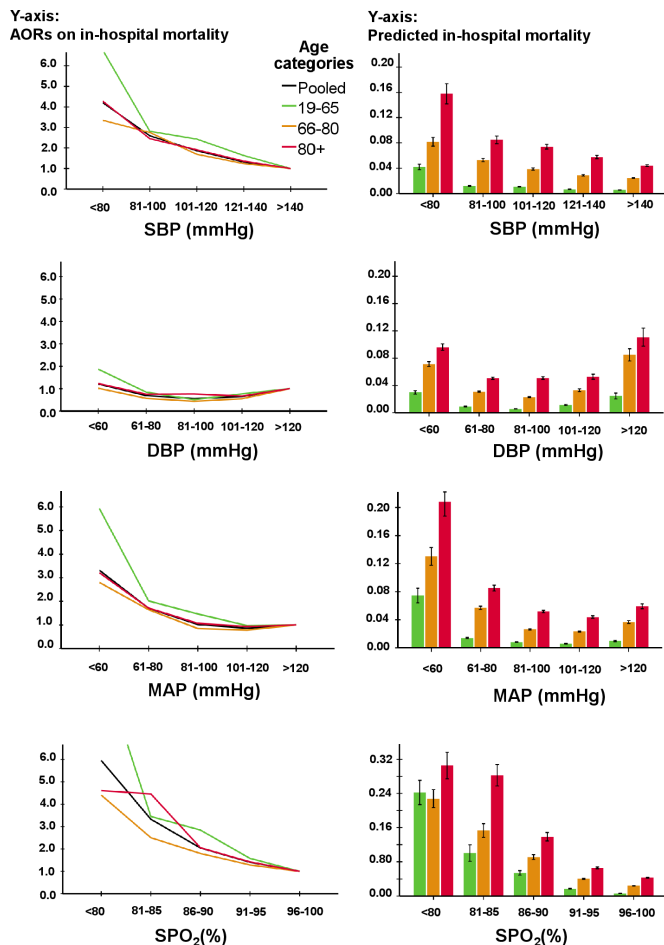 Y-axis:
AORs on in-hospital mortality
Age
categories
Pooled
19-65
66-80
80+
6.0
5.0
4.0
3.0
2.0
1.0
<80 81-100 101-120 121-140 >140
SBP (mmHg)
Y-axis:
Predicted in-hospital mortality
0.20
0.16
0.12
0.08
0.04
0.00
<80 81-100 101-120 121-140 >140
SBP (mmHg)
6.0
5.0
4.0
3.0
2.0
1.0
0.0
<60 61-80 81-100 101-120 >120
DBP (mmHg)
0.20
0.16
0.12
0.08
0.04
0.00
<60 61-80 81-100 101-120 >120
DBP (mmHg)
6.0
5.0
4.0
3.0
2.0
1.0
0.0
<60 61-80 81-100 101-120 >120
MAP (mmHg)
0.20
0.16
0.12
0.08
0.04
0.00
<60 61-80 81-100 101-120 >120
MAP (mmHg)
6.0
5.0
4.0
3.0
2.0
1.0
0.0
<80 81-85 86-90 91-95 96-100
SPO₂(%)
0.32
0.24
0.16
0.08
0.00
<80 81-85 86-90 91-95 96-100
SPO₂(%)